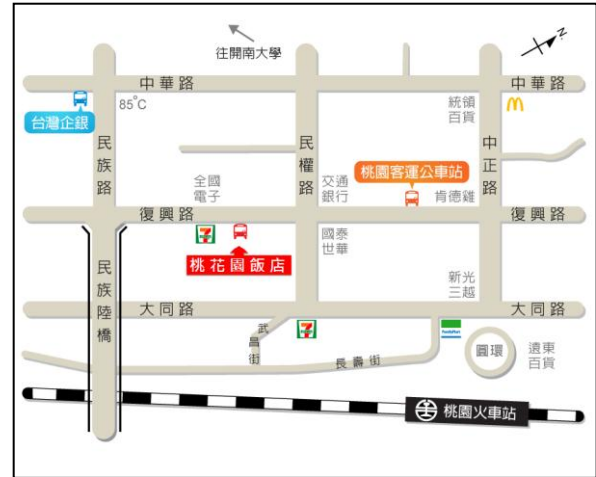 往開南大學
N
中華路
中華路
85°C
台灣企銀
統領
百貨
民族路
民權路
中正路
全國
電子
交通
銀行
桃園客運公車站
肯德雞
復興路
復興路
國泰
世華
桃花園飯店
民族陸橋
新光
三越
大同路
大同路
武昌街
7
ELEVEN
FamilyMart
長壽街
圓環
遠東
百貨
桃園火車站